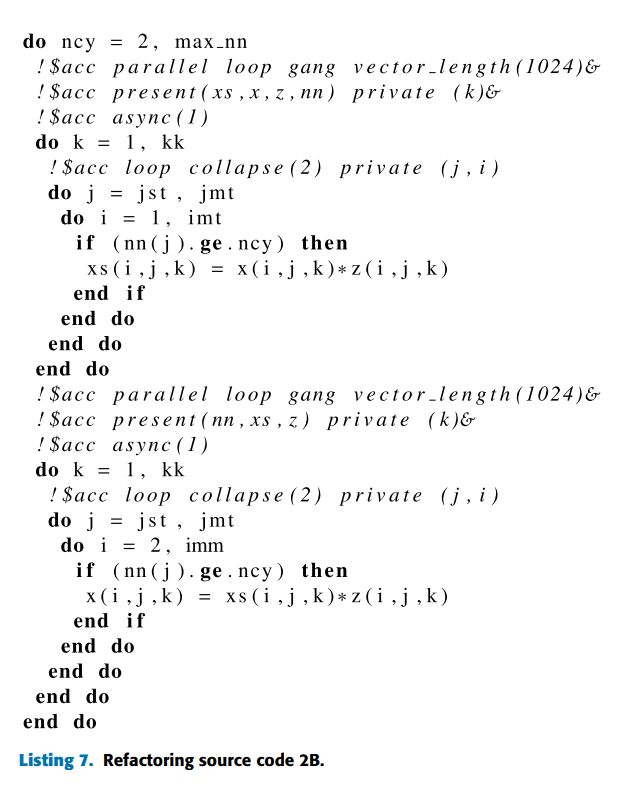 do ncy = 2, max_nn
!$acc parallel loop gang vector_length(1024)&
!$acc present(xs,x,z,nn) private (k)&
!$acc async(1)
do k = 1, kk
!$acc loop collapse(2) private (j,i)
do j = jst, jmt
do i = 1, imt
if (nn(j).ge.ncy) then
xs(i,j,k) = x(i,j,k)*z(i,j,k)
end if
end do
end do
end do
!$acc parallel loop gang vector_length(1024)&
!$acc present(nn,xs,z) private (k)&
!$acc async(1)
do k = 1, kk
!$acc loop collapse(2) private (j,i)
do j = jst, jmt
do i = 2, imm
if (nn(j).ge.ncy) then
x(i,j,k) = xs(i,j,k)*z(i,j,k)
end if
end do
end do
end do
end do
Listing 7. Refactoring source code 2B.